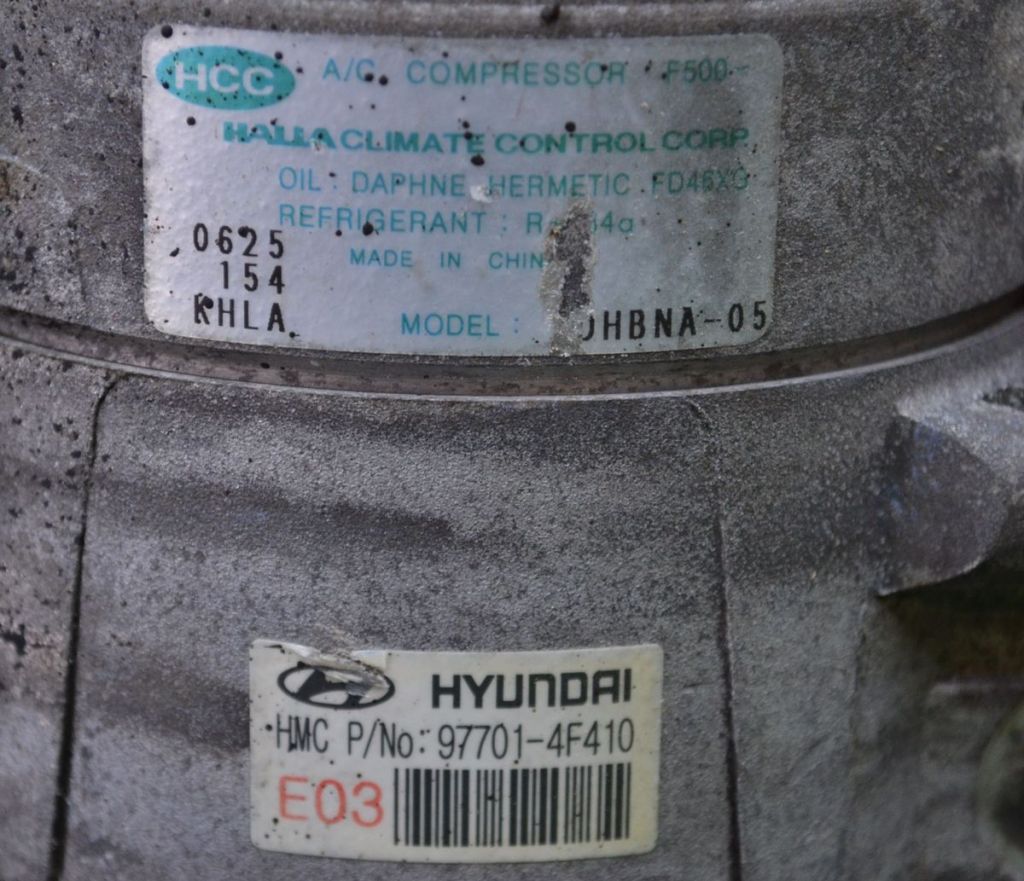 HCC A/C COMPRESSOR F500-
HALLA CLIMATE CONTROL CORP.
OIL : DAPHNE HERMETIC FD46XG
REFRIGERANT :
MADE IN CHINA
0625
154
KHLA
MODEL : HBNA-05
HYUNDAI
HMC P/No: 97701-4F410
E03